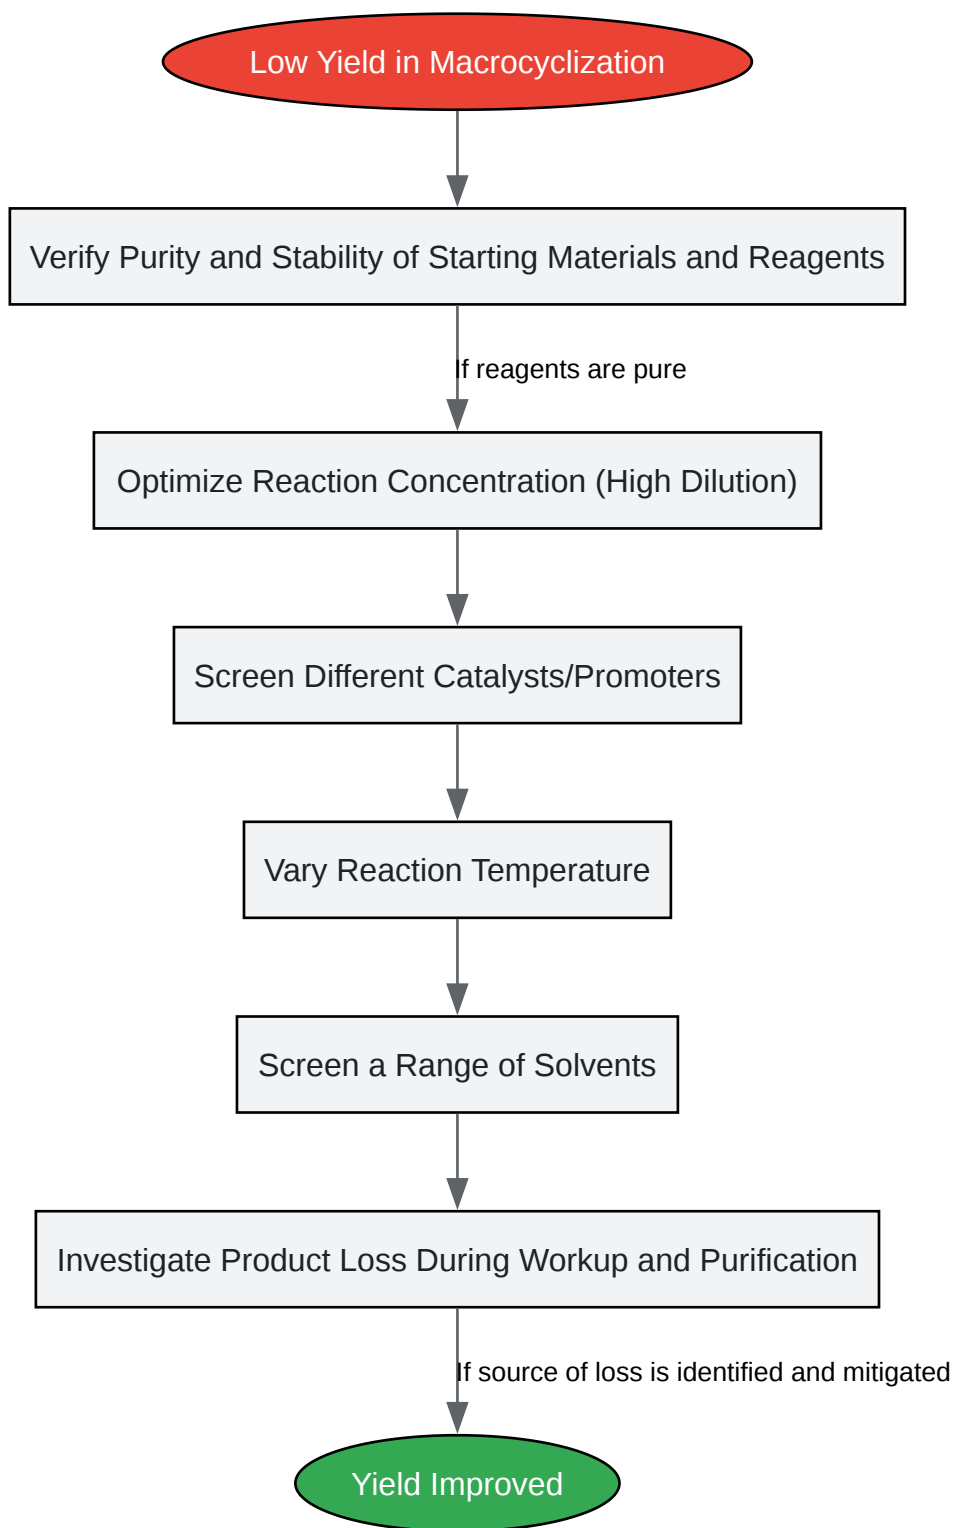 Low Yield in Macrocyclization
Verify Purity and Stability of Starting Materials and Reagents
If reagents are pure
Optimize Reaction Concentration (High Dilution)
Screen Different Catalysts/Promoters
Vary Reaction Temperature
Screen a Range of Solvents
Investigate Product Loss During Workup and Purification
If source of loss is identified and mitigated
Yield Improved